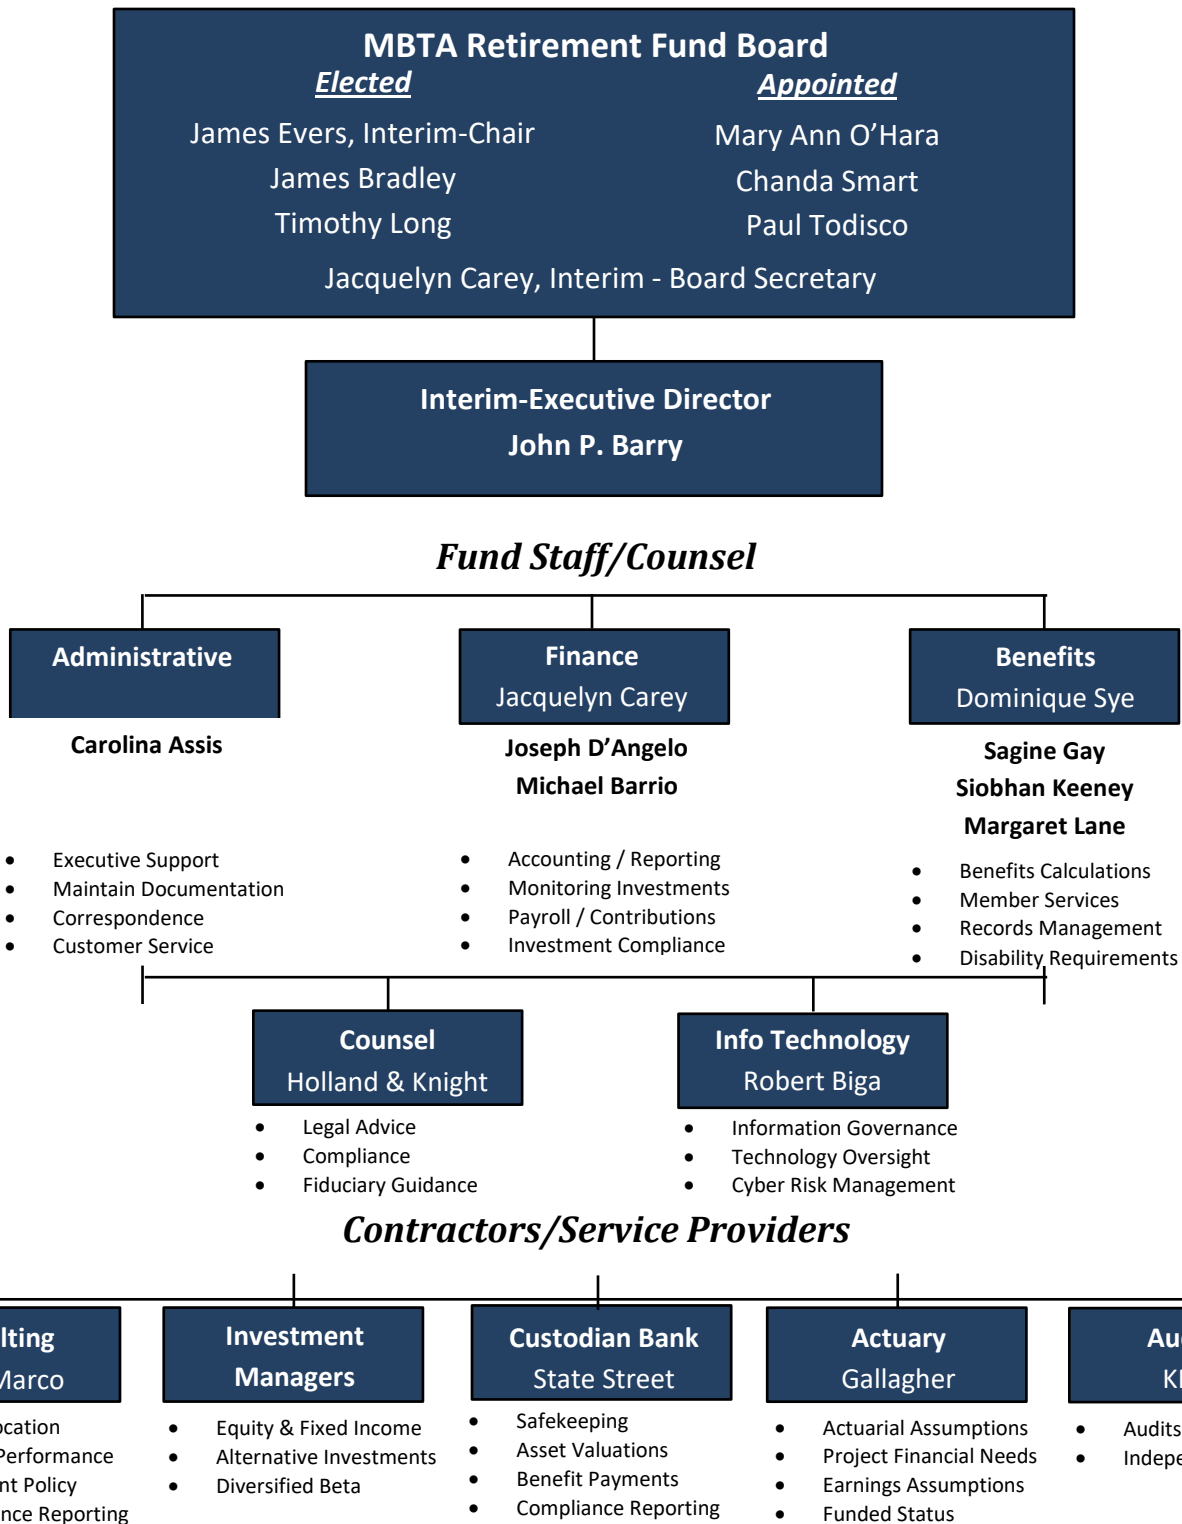 MBTA Retirement Fund Board
Elected
Appointed
James Evers, Interim-Chair
Mary Ann O’Hara
James Bradley
Chanda Smart
Timothy Long
Paul Todisco
Jacquelyn Carey, Interim - Board Secretary
Interim-Executive Director
John P. Barry
Fund Staff/Counsel
Administrative
Carolina Assis
• Executive Support
• Maintain Documentation
• Correspondence
• Customer Service
Finance
Jacquelyn Carey
Joseph D’Angelo
Michael Barrio
• Accounting / Reporting
• Monitoring Investments
• Payroll / Contributions
• Investment Compliance
Benefits
Dominique Sye
Sagine Gay
Siobhan Keeney
Margaret Lane
• Benefits Calculations
• Member Services
• Records Management
• Disability Requirements
Counsel
Holland & Knight
• Legal Advice
• Compliance
• Fiduciary Guidance
Info Technology
Robert Biga
• Information Governance
• Technology Oversight
• Cyber Risk Management
Contractors/Service Providers
Marco
Performance
Policy
Reporting
Investment
Managers
• Equity & Fixed Income
• Alternative Investments
• Diversified Beta
Custodian Bank
State Street
• Safekeeping
• Asset Valuations
• Benefit Payments
• Compliance Reporting
Actuary
Gallagher
• Actuarial Assumptions
• Project Financial Needs
• Earnings Assumptions
• Funded Status
• Audits